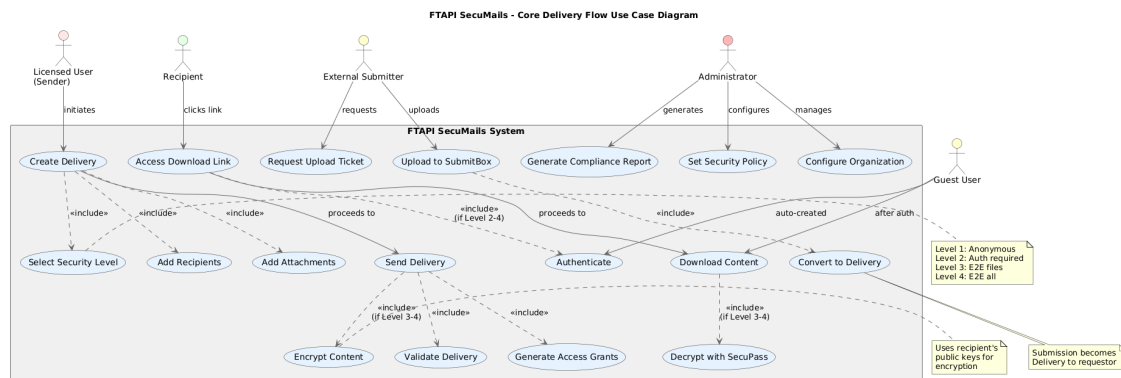 FTAPI SecuMails - Core Delivery Flow Use Case Diagram
Licensed User
(Sender)
Recipient
External Submitter
Administrator
initiates
clicks link
requests
uploads
generates
configures
manages
FTAPI SecuMails System
Create Delivery
Access Download Link
Request Upload Ticket
Upload to SubmitBox
Generate Compliance Report
Set Security Policy
Configure Organization
Guest User
«include»
«include»
«include»
proceeds to
«include»
(if Level 2-4)
proceeds to
«include»
auto-created
after auth
Select Security Level
Add Recipients
Add Attachments
Send Delivery
Authenticate
Download Content
Convert to Delivery
Level 1: Anonymous
Level 2: Auth required
Level 3: E2E files
Level 4: E2E all
«include»
(if Level 3-4)
«include»
«include»
«include»
(if Level 3-4)
Encrypt Content
Validate Delivery
Generate Access Grants
Decrypt with SecuPass
Uses recipient's
public keys for
encryption
Submission becomes
Delivery to requestor